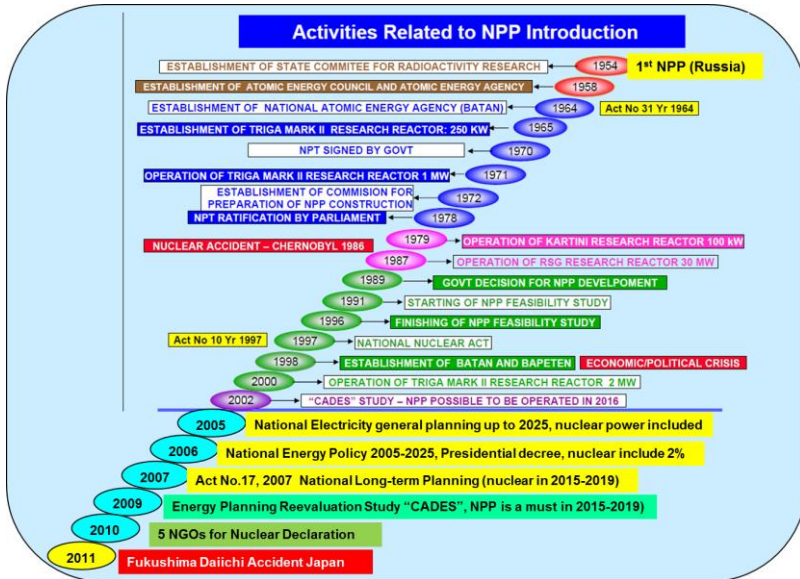 Activities Related to NPP Introduction
ESTABLISHMENT OF STATE COMMITEE FOR RADIOACTIVITY RESEARCH 1954 1st NPP (Russia)
ESTABLISHMENT OF ATOMIC ENERGY COUNCIL AND ATOMIC ENERGY AGENCY 1958
ESTABLISHMENT OF NATIONAL ATOMIC ENERGY AGENCY (BATAN) 1964 Act No 31 Yr 1964
ESTABLISHMENT OF TRIGA MARK II RESEARCH REACTOR: 250 KW 1965
NPT SIGNED BY GOVT 1970
OPERATION OF TRIGA MARK II RESEARCH REACTOR 1 MW 1971
ESTABLISHMENT OF COMMISION FOR
PREPARATION OF NPP CONSTRUCTION 1972
NPT RATIFICATION BY PARLIAMENT 1978
NUCLEAR ACCIDENT – CHERNOBYL 1986 1979 OPERATION OF KARTINI RESEARCH REACTOR 100 kW
1987 OPERATION OF RSG RESEARCH REACTOR 30 MW
1989 GOVT DECISION FOR NPP DEVELPOMENT
1991 STARTING OF NPP FEASIBILITY STUDY
1996 FINISHING OF NPP FEASIBILITY STUDY
Act No 10 Yr 1997 1997 NATIONAL NUCLEAR ACT
1998 ESTABLISHMENT OF BATAN AND BAPETEN ECONOMIC/POLITICAL CRISIS
2000 OPERATION OF TRIGA MARK II RESEARCH REACTOR 2 MW
2002 “CADES” STUDY – NPP POSSIBLE TO BE OPERATED IN 2016
2005 National Electricity general planning up to 2025, nuclear power included
2006 National Energy Policy 2005-2025, Presidential decree, nuclear include 2%
2007 Act No.17, 2007 National Long-term Planning (nuclear in 2015-2019)
2009 Energy Planning Reevaluation Study “CADES”, NPP is a must in 2015-2019)
2010 5 NGOs for Nuclear Declaration
2011 Fukushima Daiichi Accident Japan